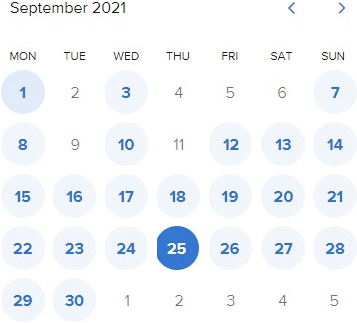 September 2021
MON TUE WED THU FRI SAT SUN
1 2 3 4 5 6 7
8 9 10 11 12 13 14
15 16 17 18 19 20 21
22 23 24 25 26 27 28
29 30 1 2 3 4 5